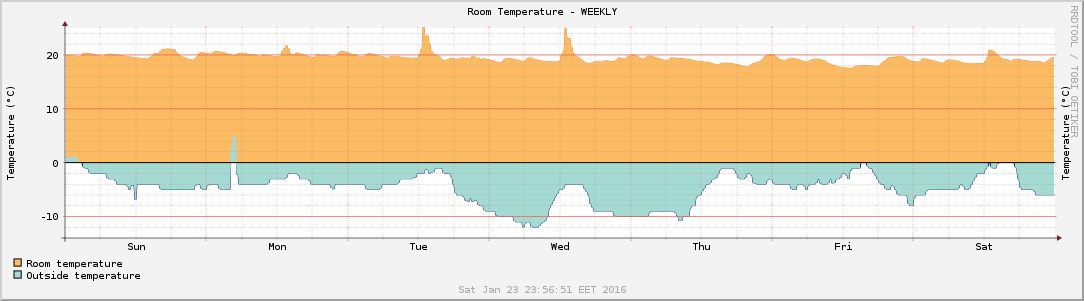 Room Temperature - WEEKLY
RRDTOOL / TOBI OETIKER
Temperature (°C)
20
10
0
-10
Temperature (°C)
Sun Mon Tue Wed Thu Fri Sat
Room temperature
Outside temperature
Sat Jan 23 23:56:51 EET 2016